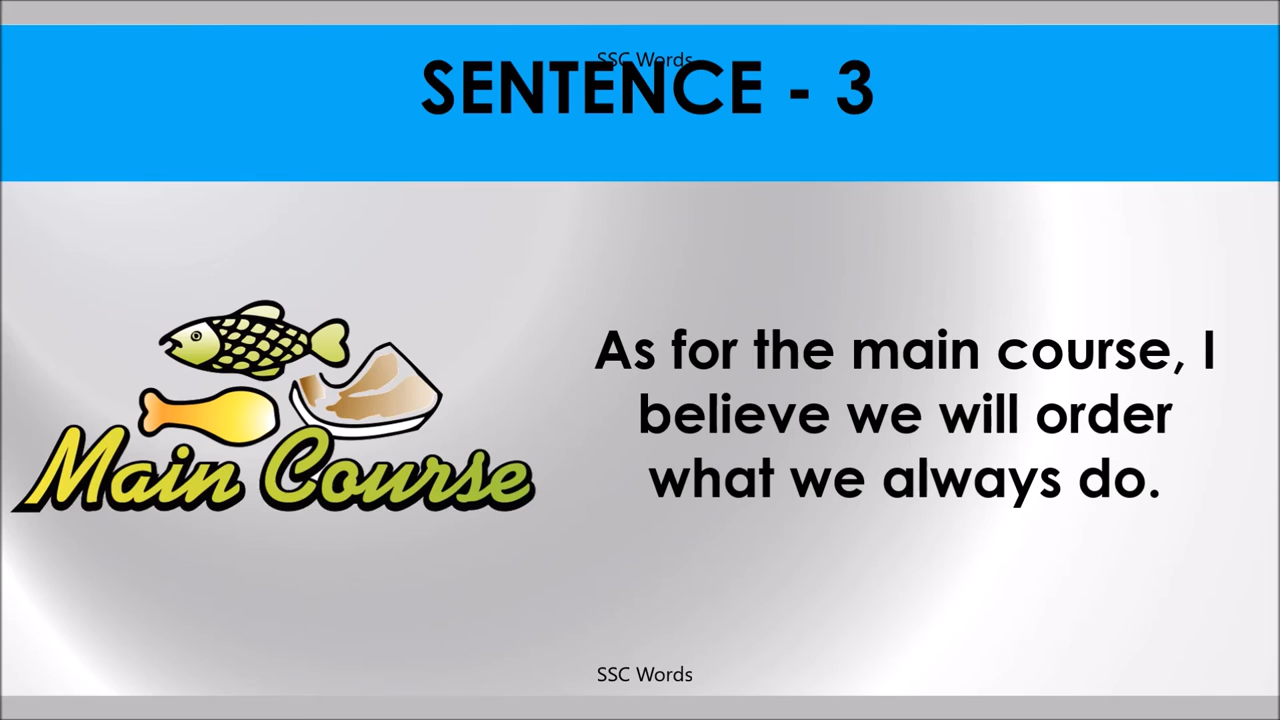 SSC Words
SENTENCE - 3
Main Course
As for the main course, I
believe we will order
what we always do.
SSC Words